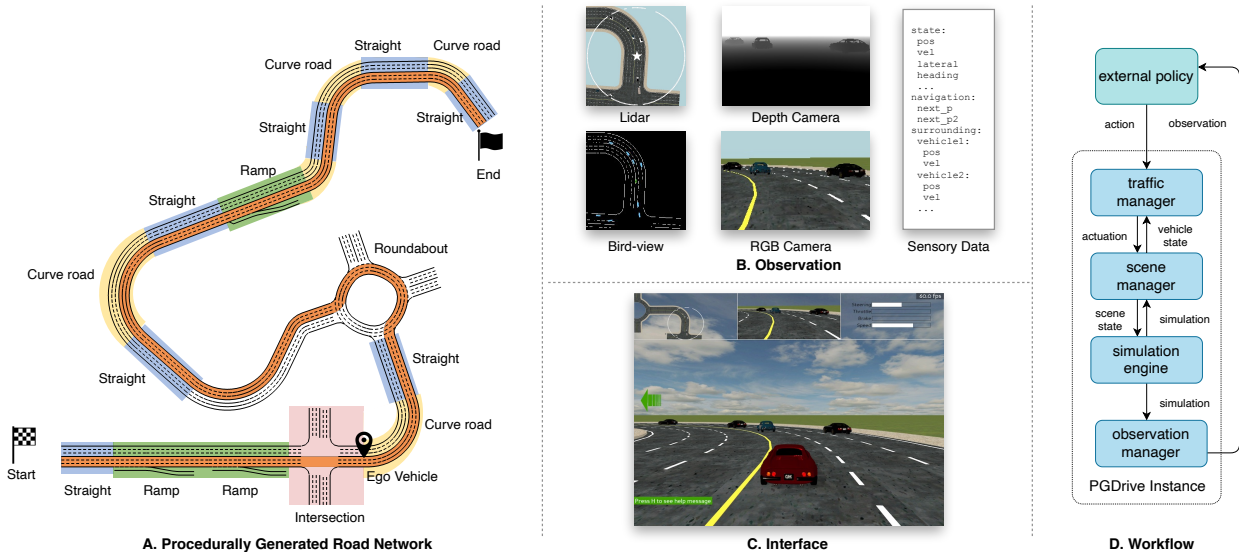 Straight
Curve road
Curve road
Straight
Straight
End
Ramp
Straight
Roundabout
Curve road
Straight
Straight
Curve road
Start
Ego Vehicle
Straight
Ramp
Ramp
Intersection
A. Procedurally Generated Road Network
Lidar
Depth Camera
Bird-view
RGB Camera
state:
pos
vel
lateral
heading
...
navigation:
next_p
next_p2
surrounding:
vehicle1:
pos
vel
vehicle2:
pos
vel
...
Sensory Data
B. Observation
60.0 fps
Steering
Throttle
Brake
Speed
Press H to see help message
C. Interface
external policy
action
observation
traffic
manager
actuation
vehicle
state
scene
manager
scene
state
simulation
simulation
engine
simulation
observation
manager
PGDrive Instance
D. Workflow